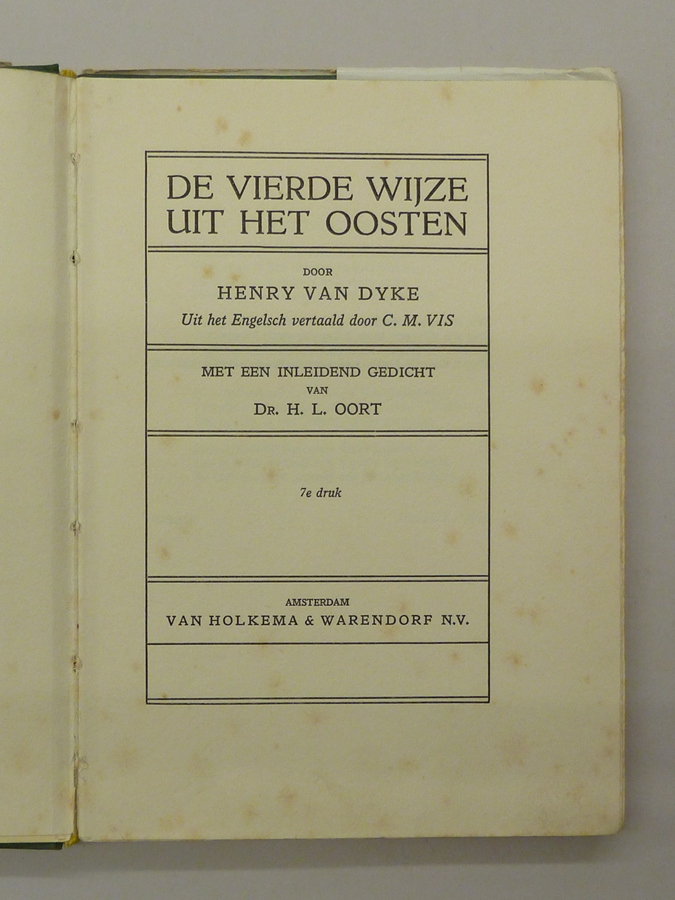 DE VIERDE WIJZE
UIT HET OOSTEN
DOOR
HENRY VAN DYKE
Uit het Engelsch vertaald door C. M. VIS
MET EEN INLEIDEND GEDICHT
VAN
DR. H. L. OORT
7e druk
AMSTERDAM
VAN HOLKEMA & WARENDORF N.V.